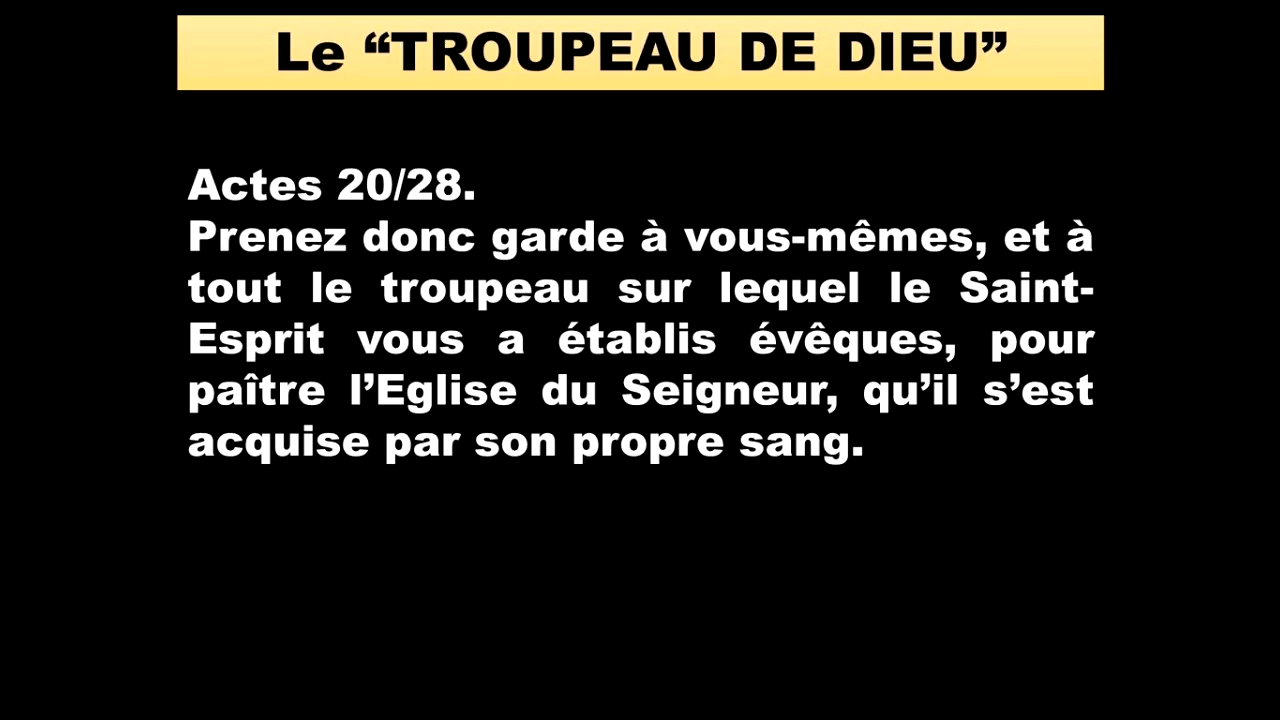 Le “TROUPEAU DE DIEU”
Actes 20/28.
Prenez donc garde à vous-mêmes, et à
tout le troupeau sur lequel le Saint-
Esprit vous a établis évêques, pour
paître l’Eglise du Seigneur, qu’il s’est
acquise par son propre sang.